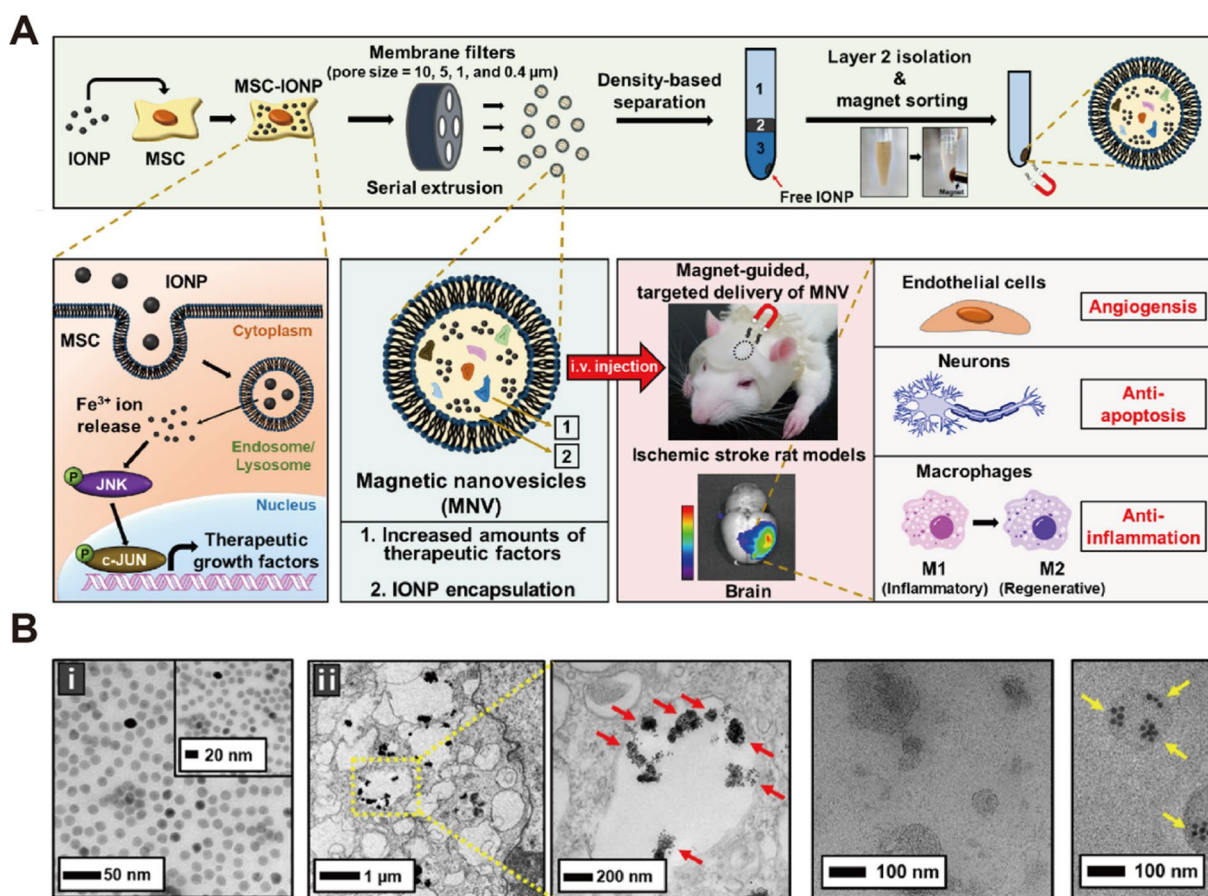 A
Membrane filters
(pore size = 10, 5, 1, and 0.4 µm)
MSC-IONP
IONP
MSC
Serial extrusion
Density-based
separation
1
2
3
Free IONP
Layer 2 isolation
&
magnet sorting
Magnet
IONP
MSC
Cytoplasm
Fe³⁺ ion
release
Endosome/
Lysosome
P
JNK
Nucleus
P
c-JUN
Therapeutic
growth factors
1
2
Magnetic nanovesicles
(MNV)
1. Increased amounts of
therapeutic factors
2. IONP encapsulation
i.v. injection
Magnet-guided,
targeted delivery of MNV
Ischemic stroke rat models
Brain
Endothelial cells
Angiogensis
Neurons
Anti-
apoptosis
Macrophages
Anti-
inflammation
M1
(Inflammatory)
M2
(Regenerative)
B
i
20 nm
50 nm
ii
1 µm
200 nm
100 nm
100 nm